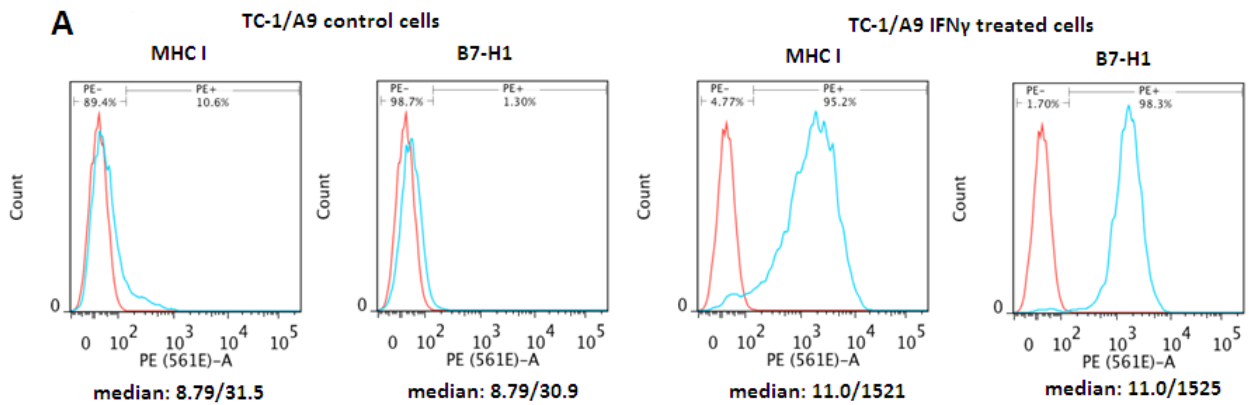 A
TC-1/A9 control cells
MHC I
B7-H1
PE-
PE+
89.4%
10.6%
Count
0
0 10² 10³ 10⁴ 10⁵
PE (561E)-A
median: 8.79/31.5
PE-
PE+
98.7%
1.30%
Count
0
0 10² 10³ 10⁴ 10⁵
PE (561E)-A
median: 8.79/30.9
TC-1/A9 IFNγ treated cells
MHC I
B7-H1
PE-
PE+
4.77%
95.2%
Count
0
0 10² 10³ 10⁴ 10⁵
PE (561E)-A
median: 11.0/1521
PE-
PE+
1.70%
98.3%
Count
0
0 10² 10³ 10⁴ 10⁵
PE (561E)-A
median: 11.0/1525